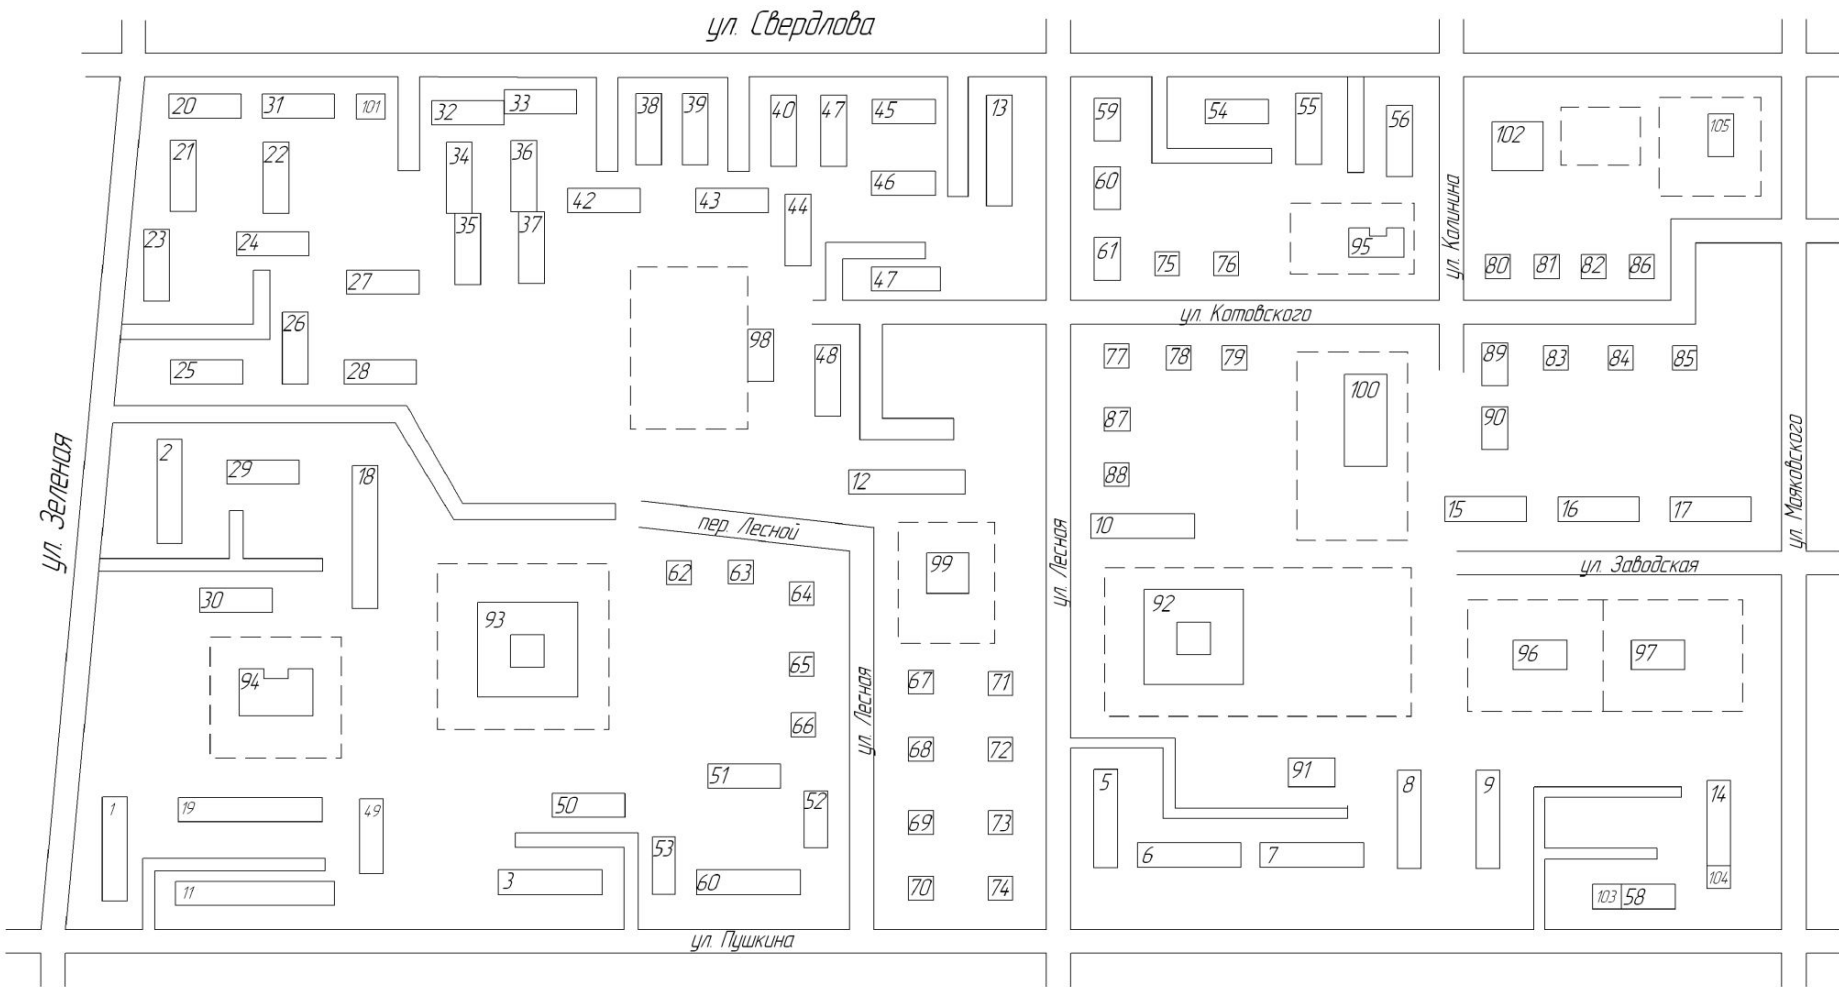 ул. Свердлова
20 31 101 32 33 38 39 40 47 45 13 59 54 55 56 102 105
21 22 34 36 42 43 44 46 60 ул. Калинина
23 24 35 37 61 75 76 95 80 81 82 86
27 47
26 98 48 ул. Котовского
25 28 77 78 79 100 89 83 84 85
87 90
ул. Зеленая 2 29 18 12 88 ул. Маяковского
10 15 16 17
пер. Лесной
62 63 64 99 ул. Лесная ул. Заводская
30 93 92 96 97
94 65 67 71
66 ул. Лесная 68 72
51 91
1 19 49 50 52 69 73 5 8 9 14
53 6 7
11 3 60 70 74 103 58 104
ул. Пушкина